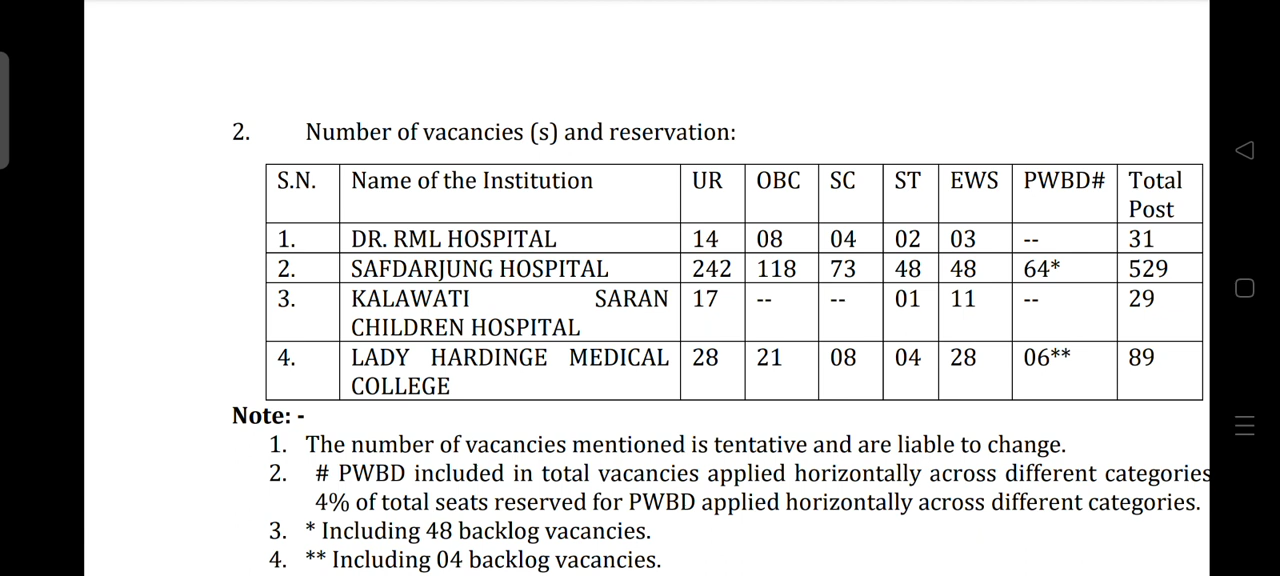 2. Number of vacancies (s) and reservation:
S.N. Name of the Institution UR OBC SC ST EWS PWBD# Total Post
1. DR. RML HOSPITAL 14 08 04 02 03 -- 31
2. SAFDARJUNG HOSPITAL 242 118 73 48 48 64* 529
3. KALAWATI SARAN CHILDREN HOSPITAL 17 -- -- 01 11 -- 29
4. LADY HARDINGE MEDICAL COLLEGE 28 21 08 04 28 06** 89
Note: -
1. The number of vacancies mentioned is tentative and are liable to change.
2. # PWBD included in total vacancies applied horizontally across different categories
4% of total seats reserved for PWBD applied horizontally across different categories.
3. * Including 48 backlog vacancies.
4. ** Including 04 backlog vacancies.